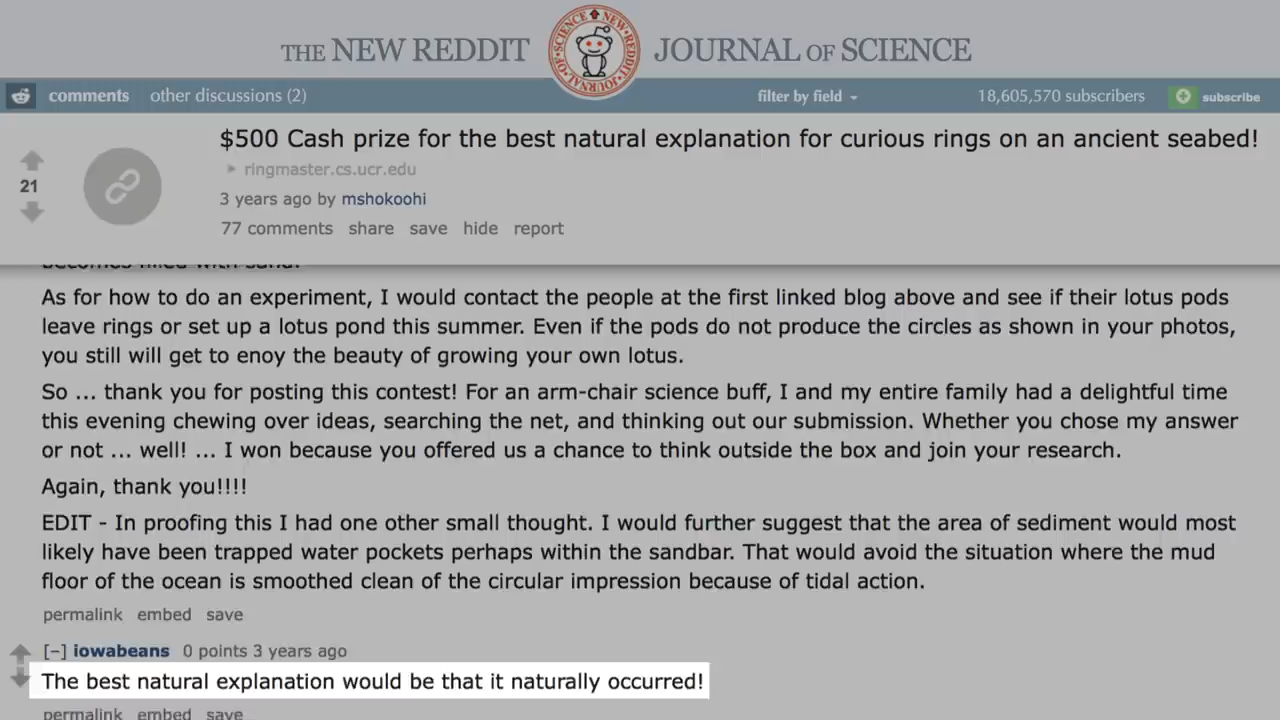 THE NEW REDDIT JOURNAL OF SCIENCE
SCIENCE NEW REDDIT JOURNAL OF
comments other discussions (2) filter by field 18,605,570 subscribers subscribe
$500 Cash prize for the best natural explanation for curious rings on an ancient seabed!
ringmaster.cs.ucr.edu
21
3 years ago by mshokoohi
77 comments share save hide report
becomes filled with sand.
As for how to do an experiment, I would contact the people at the first linked blog above and see if their lotus pods
leave rings or set up a lotus pond this summer. Even if the pods do not produce the circles as shown in your photos,
you still will get to enoy the beauty of growing your own lotus.
So ... thank you for posting this contest! For an arm-chair science buff, I and my entire family had a delightful time
this evening chewing over ideas, searching the net, and thinking out our submission. Whether you chose my answer
or not ... well! ... I won because you offered us a chance to think outside the box and join your research.
Again, thank you!!!!
EDIT - In proofing this I had one other small thought. I would further suggest that the area of sediment would most
likely have been trapped water pockets perhaps within the sandbar. That would avoid the situation where the mud
floor of the ocean is smoothed clean of the circular impression because of tidal action.
permalink embed save
[–] iowabeans 0 points 3 years ago
The best natural explanation would be that it naturally occurred!
permalink embed save